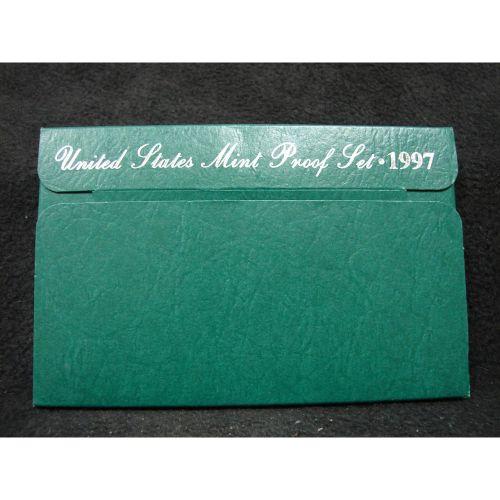 United States Mint Proof Set • 1997